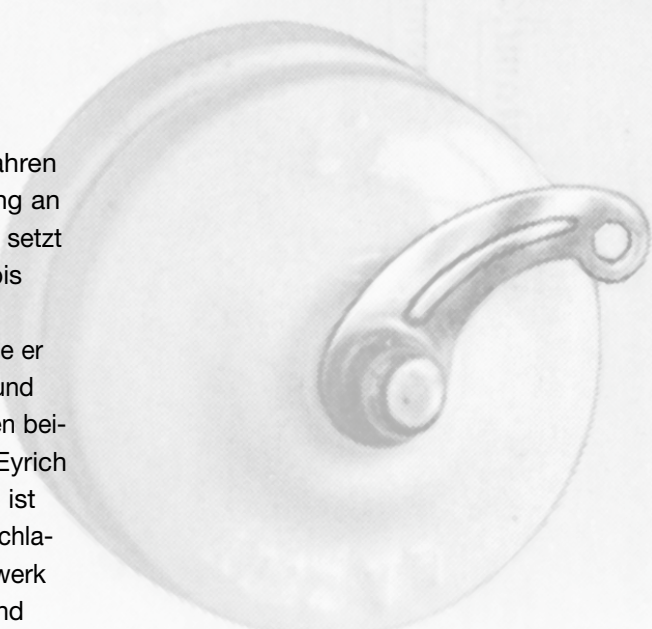 ahren
ng an
setzt
bis
e er
und
en bei-
Eyrich
ist
chla-
werk
nd